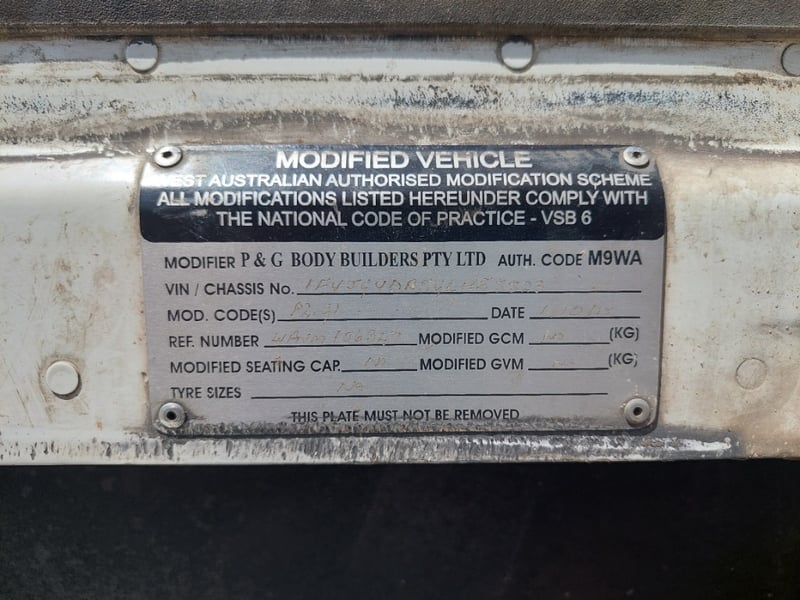 MODIFIED VEHICLE
WEST AUSTRALIAN AUTHORISED MODIFICATION SCHEME
ALL MODIFICATIONS LISTED HEREUNDER COMPLY WITH
THE NATIONAL CODE OF PRACTICE - VSB 6
MODIFIER P & G BODY BUILDERS PTY LTD AUTH. CODE M9WA
VIN / CHASSIS No.
MOD. CODE(S) DATE
REF. NUMBER MODIFIED GCM (KG)
MODIFIED SEATING CAP. MODIFIED GVM (KG)
TYRE SIZES NA
THIS PLATE MUST NOT BE REMOVED